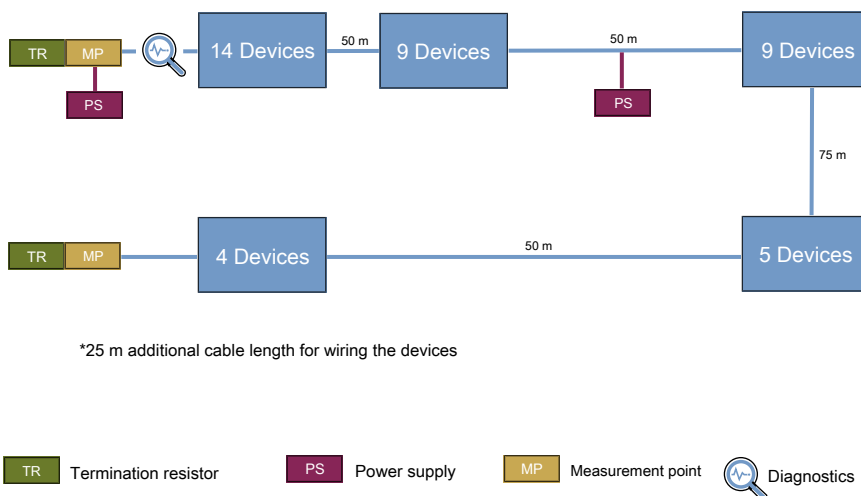 TR MP
14 Devices
50 m
9 Devices
50 m
9 Devices
PS
PS
75 m
TR MP
4 Devices
50 m
5 Devices
*25 m additional cable length for wiring the devices
TR Termination resistor
PS Power supply
MP Measurement point
Diagnostics